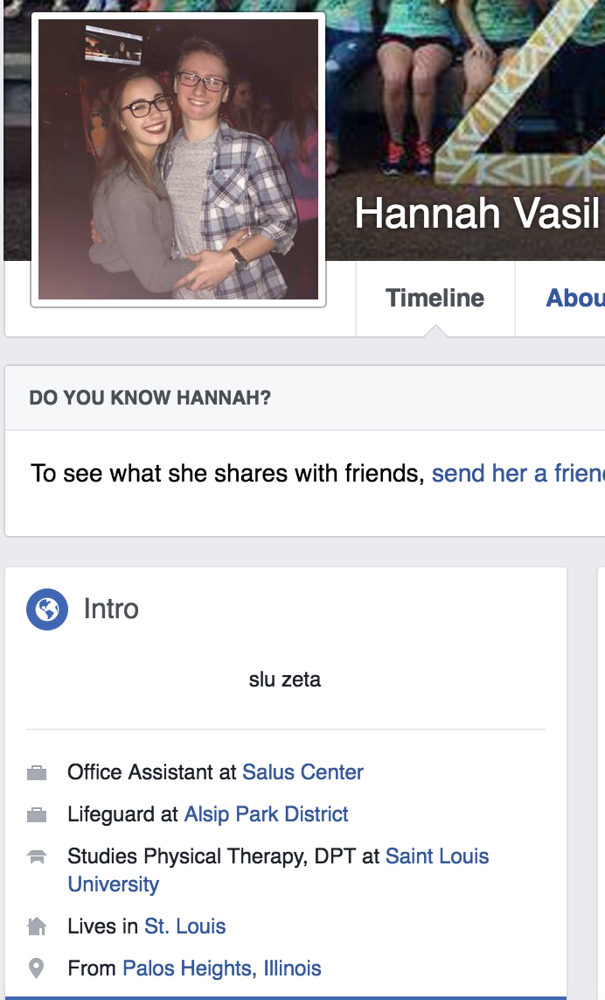 Hannah Vasil
Timeline
Abou
DO YOU KNOW HANNAH?
To see what she shares with friends, send her a frien
Intro
slu zeta
Office Assistant at Salus Center
Lifeguard at Alsip Park District
Studies Physical Therapy, DPT at Saint Louis
University
Lives in St. Louis
From Palos Heights, Illinois